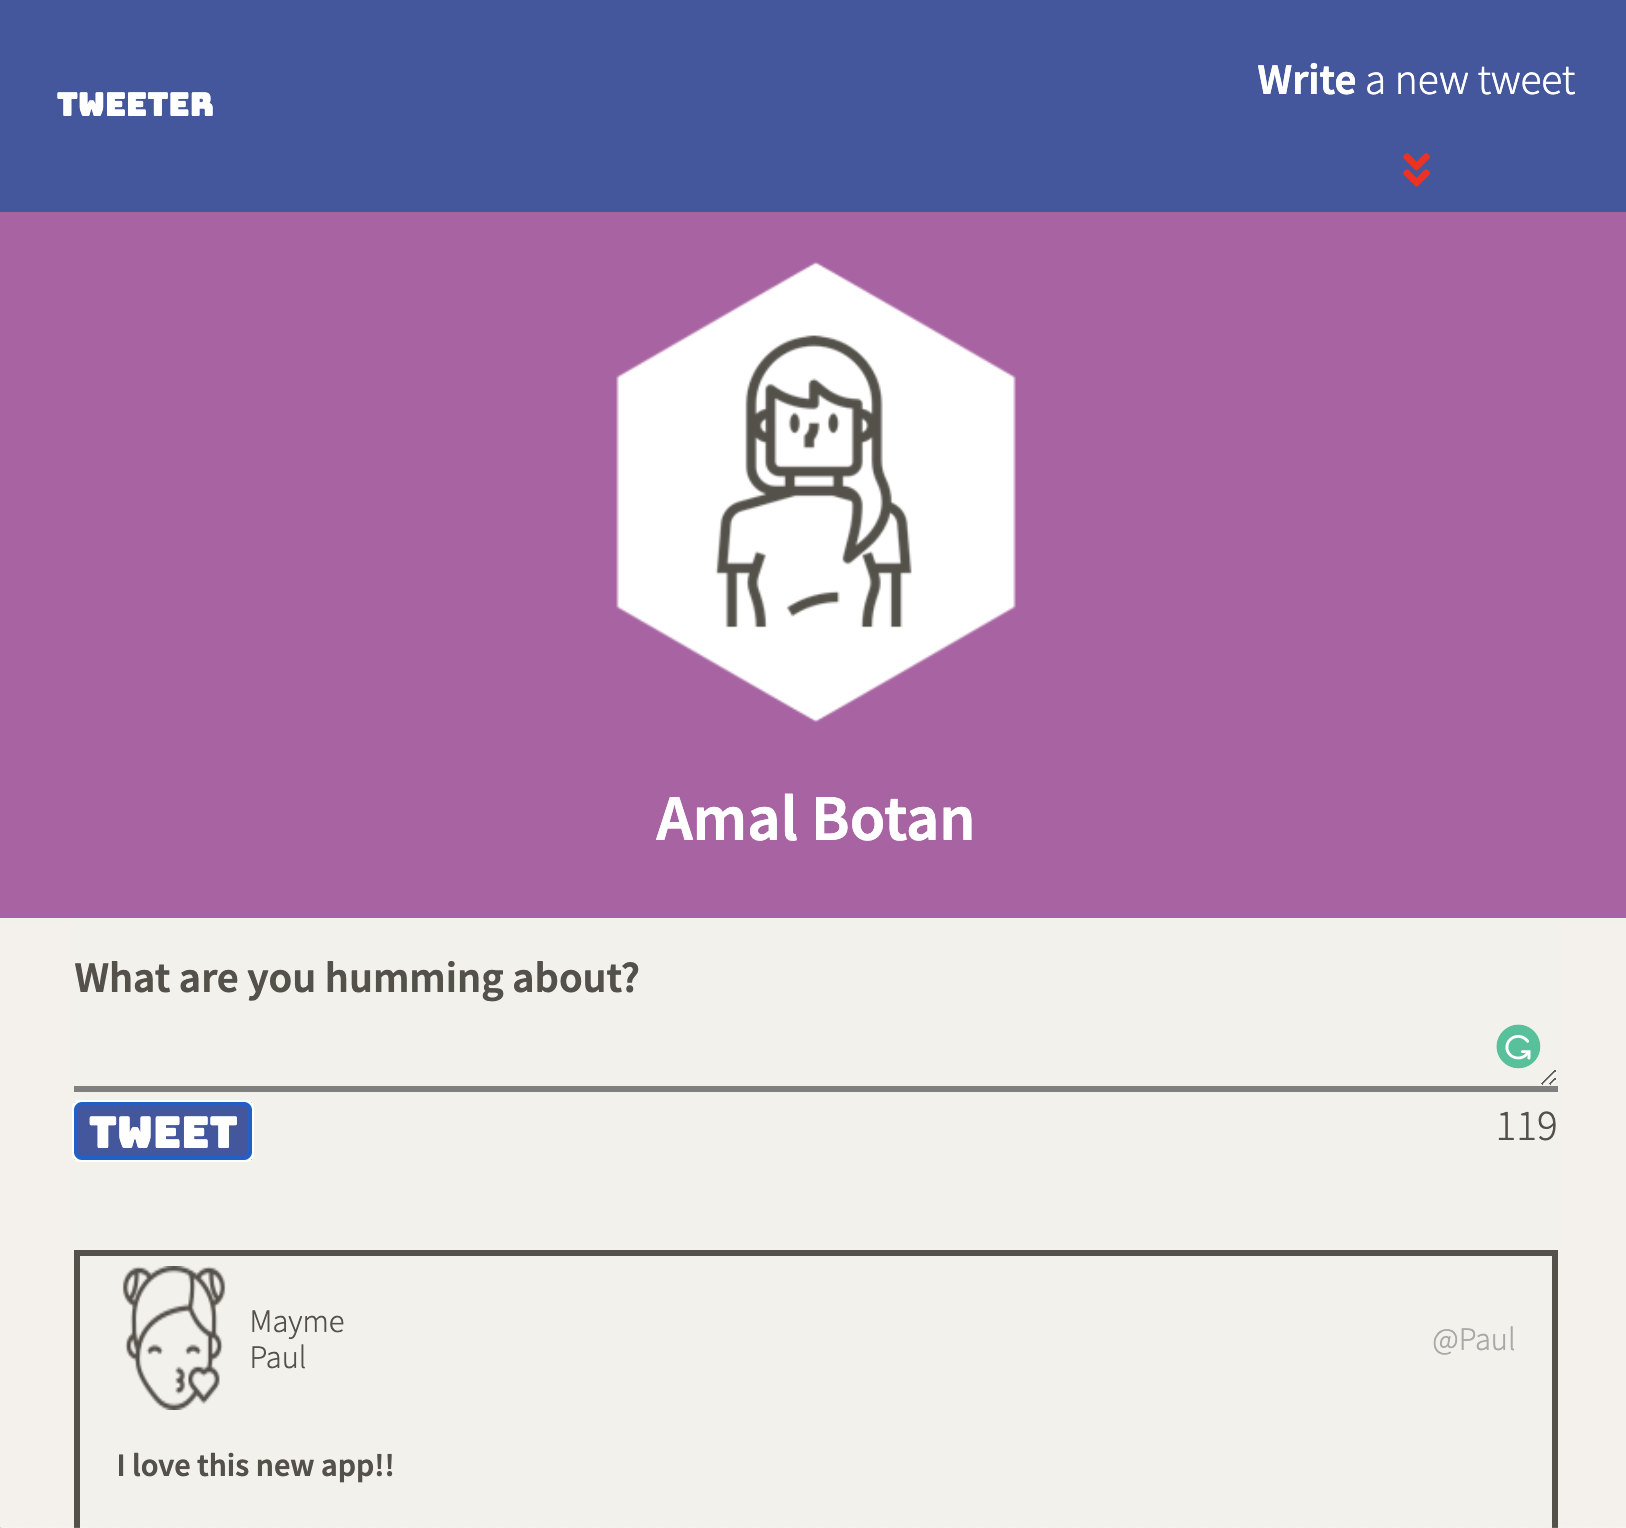 TWEETER
Write a new tweet
Amal Botan
What are you humming about?
TWEET
119
Mayme
Paul
@Paul
I love this new app!!